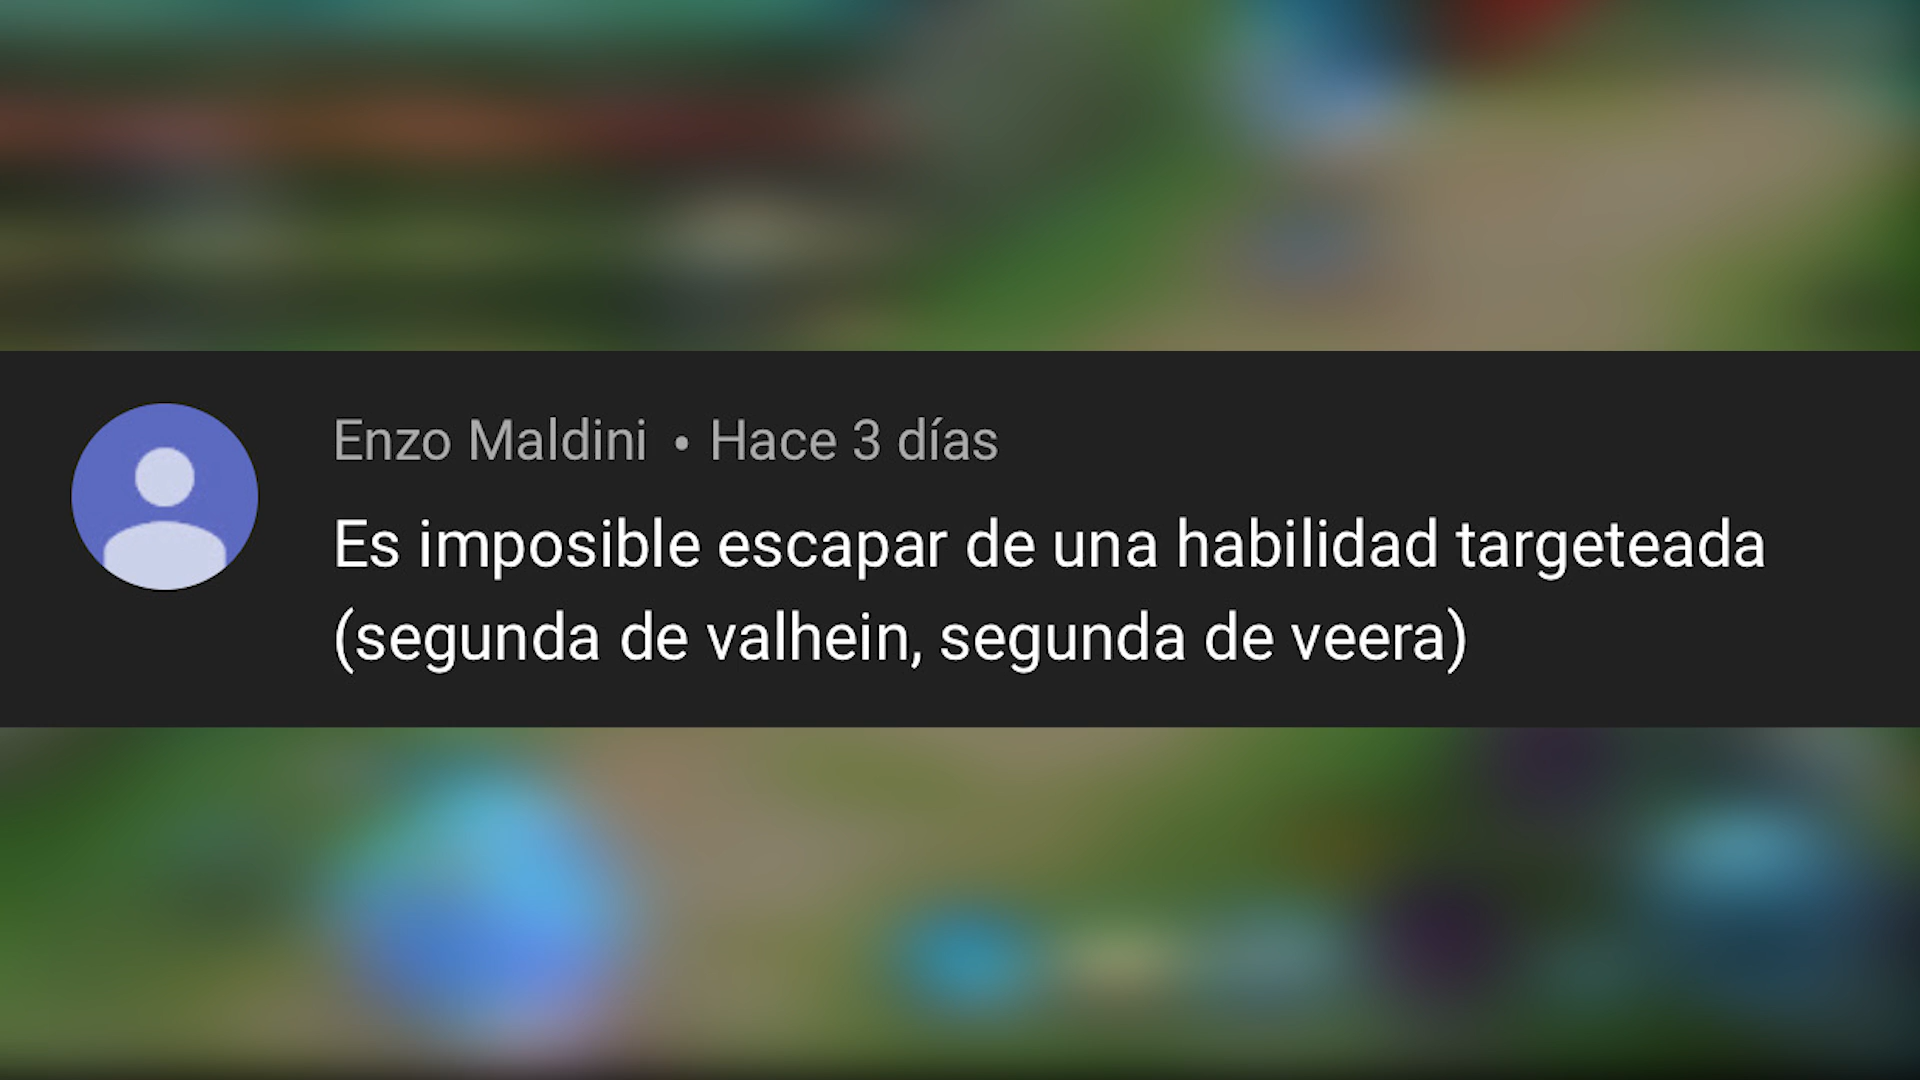 Enzo Maldini • Hace 3 días
Es imposible escapar de una habilidad targeteada
(segunda de valhein, segunda de veera)